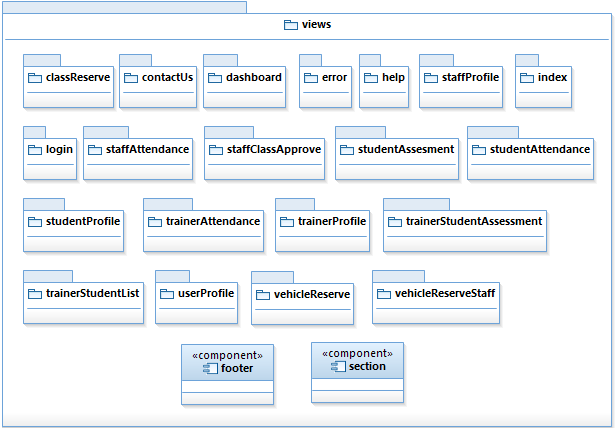 views
classReserve contactUs dashboard error help staffProfile index
login staffAttendance staffClassApprove studentAssesment studentAttendance
studentProfile trainerAttendance trainerProfile trainerStudentAssessment
trainerStudentList userProfile vehicleReserve vehicleReserveStaff
«component» «component»
footer section